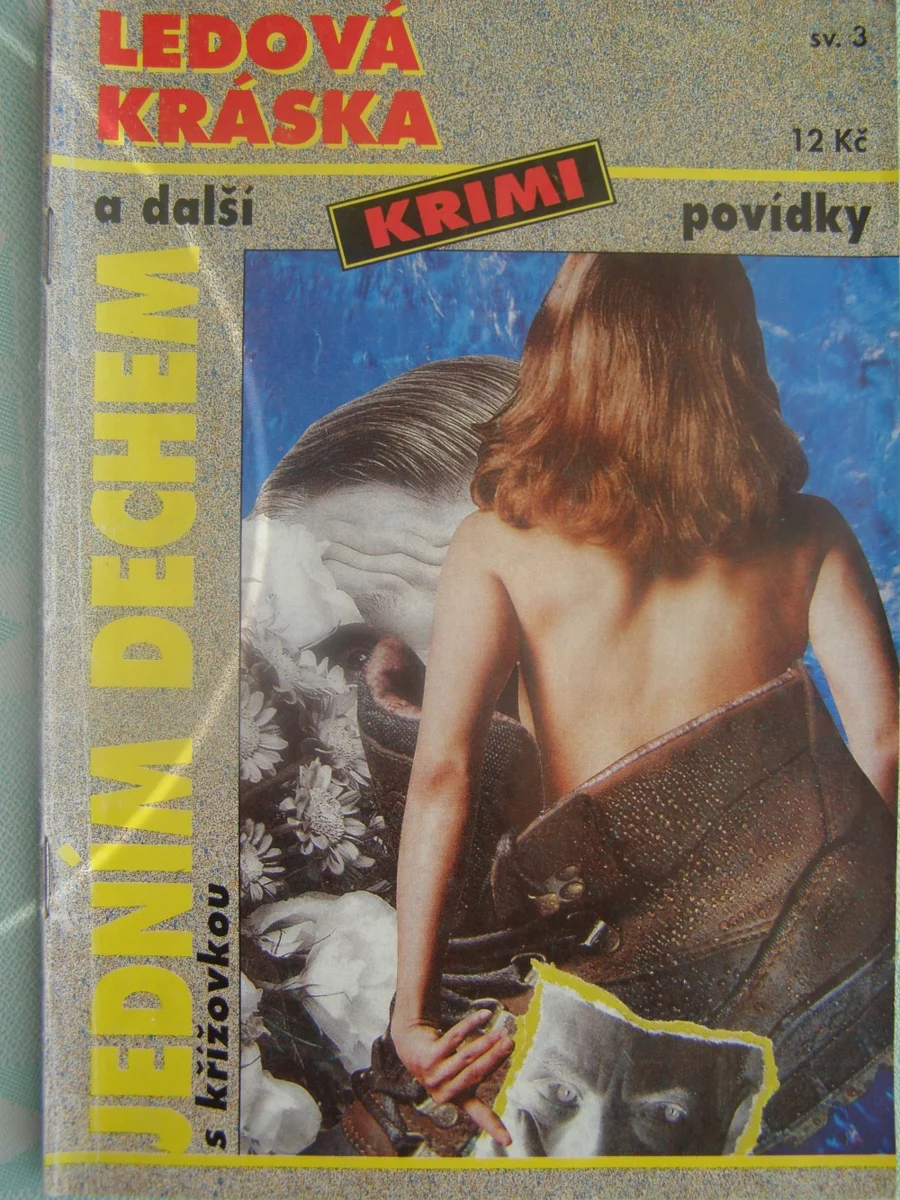 LEDOVÁ
KRÁSKA
sv. 3
12 Kč
a další
KRIMI
povídky
JEDNÍM DECHEM
s křížovkou